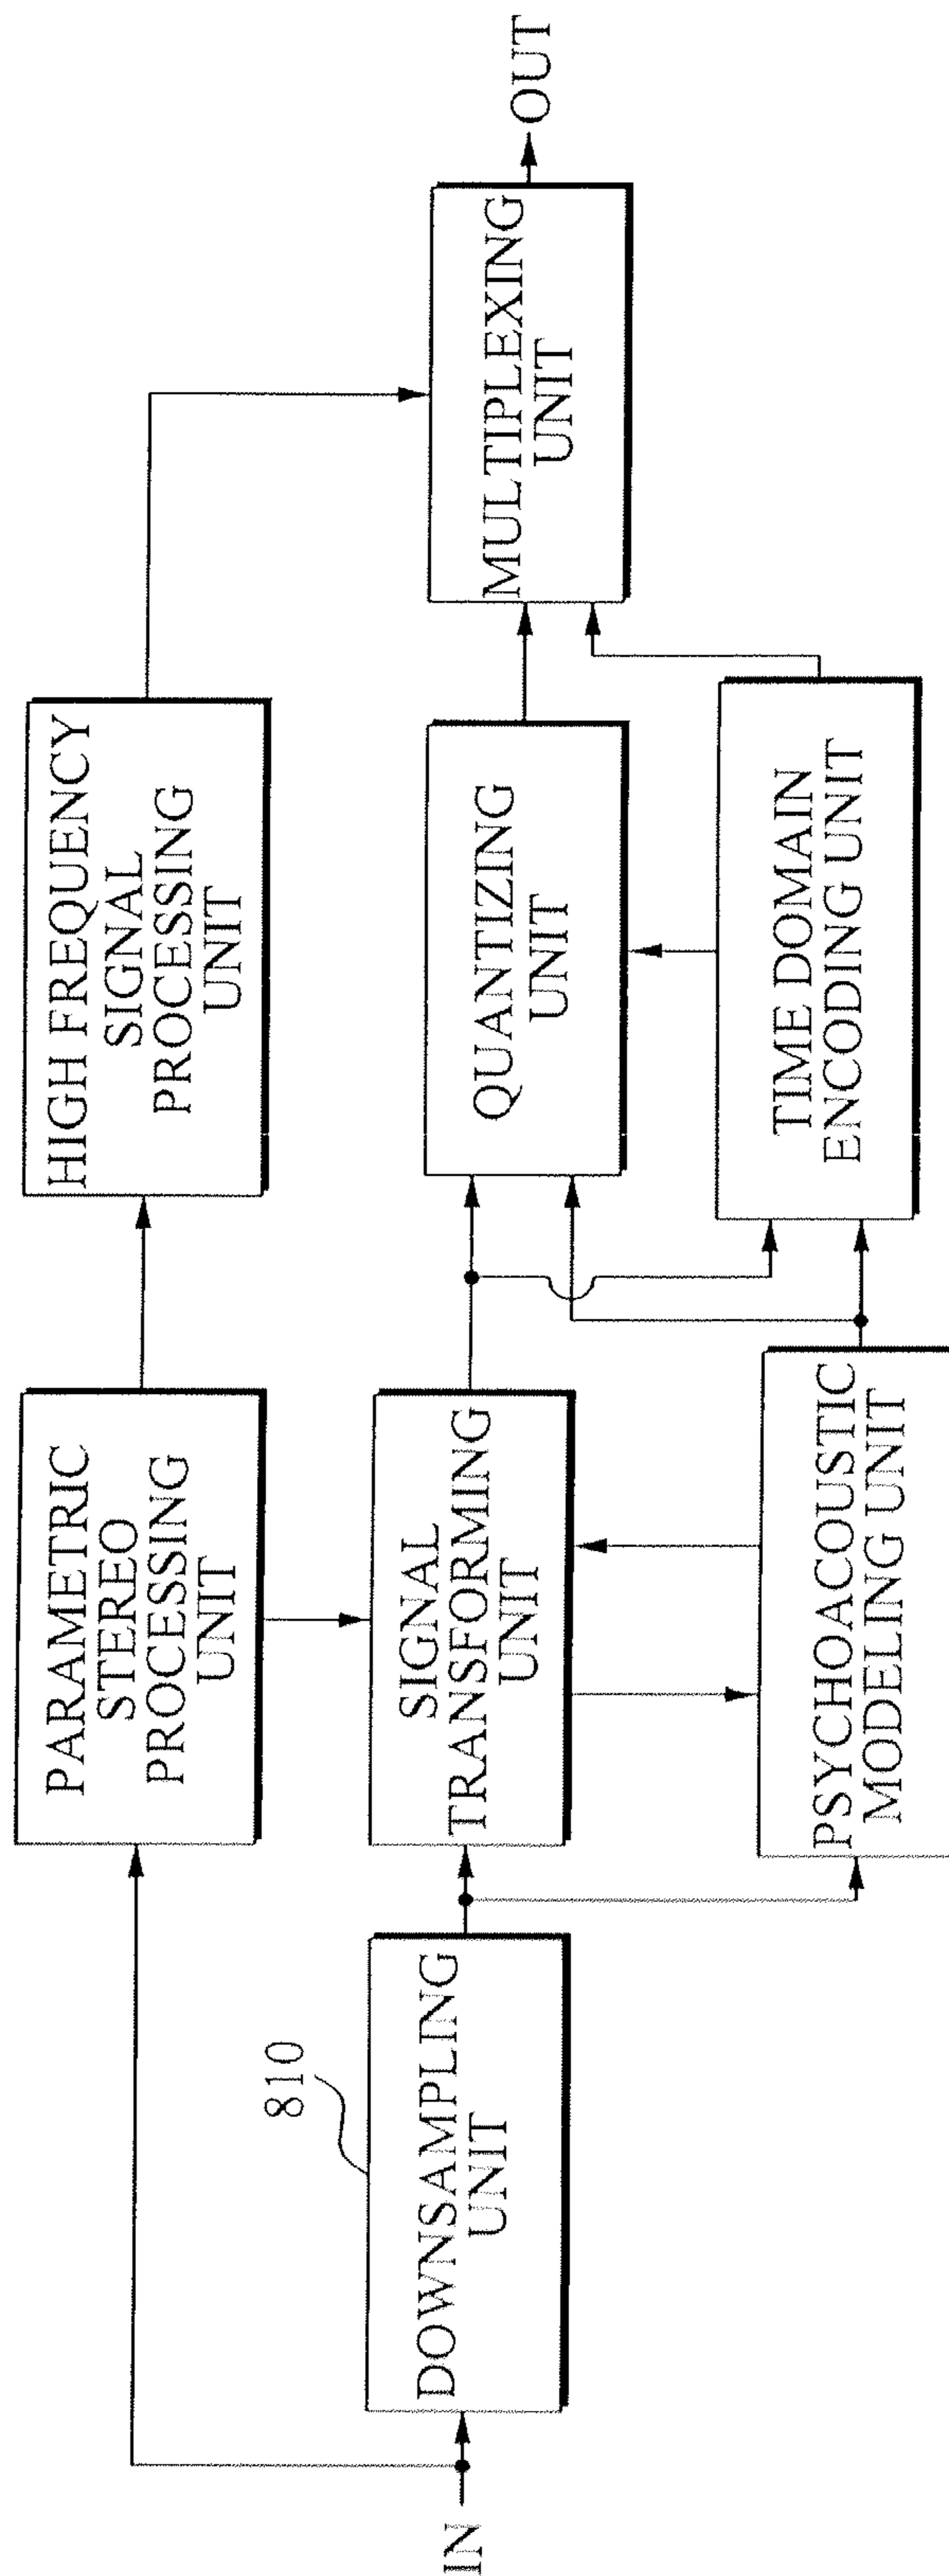 IN
810
DOWNSAMPLING
UNIT
PARAMETRIC
STEREO
PROCESSING
UNIT
SIGNAL
TRANSFORMING
UNIT
PSYCHOACOUSTIC
MODELING UNIT
HIGH FREQUENCY
SIGNAL
PROCESSING
UNIT
QUANTIZING
UNIT
TIME DOMAIN
ENCODING UNIT
MULTIPLEXING
UNIT
OUT